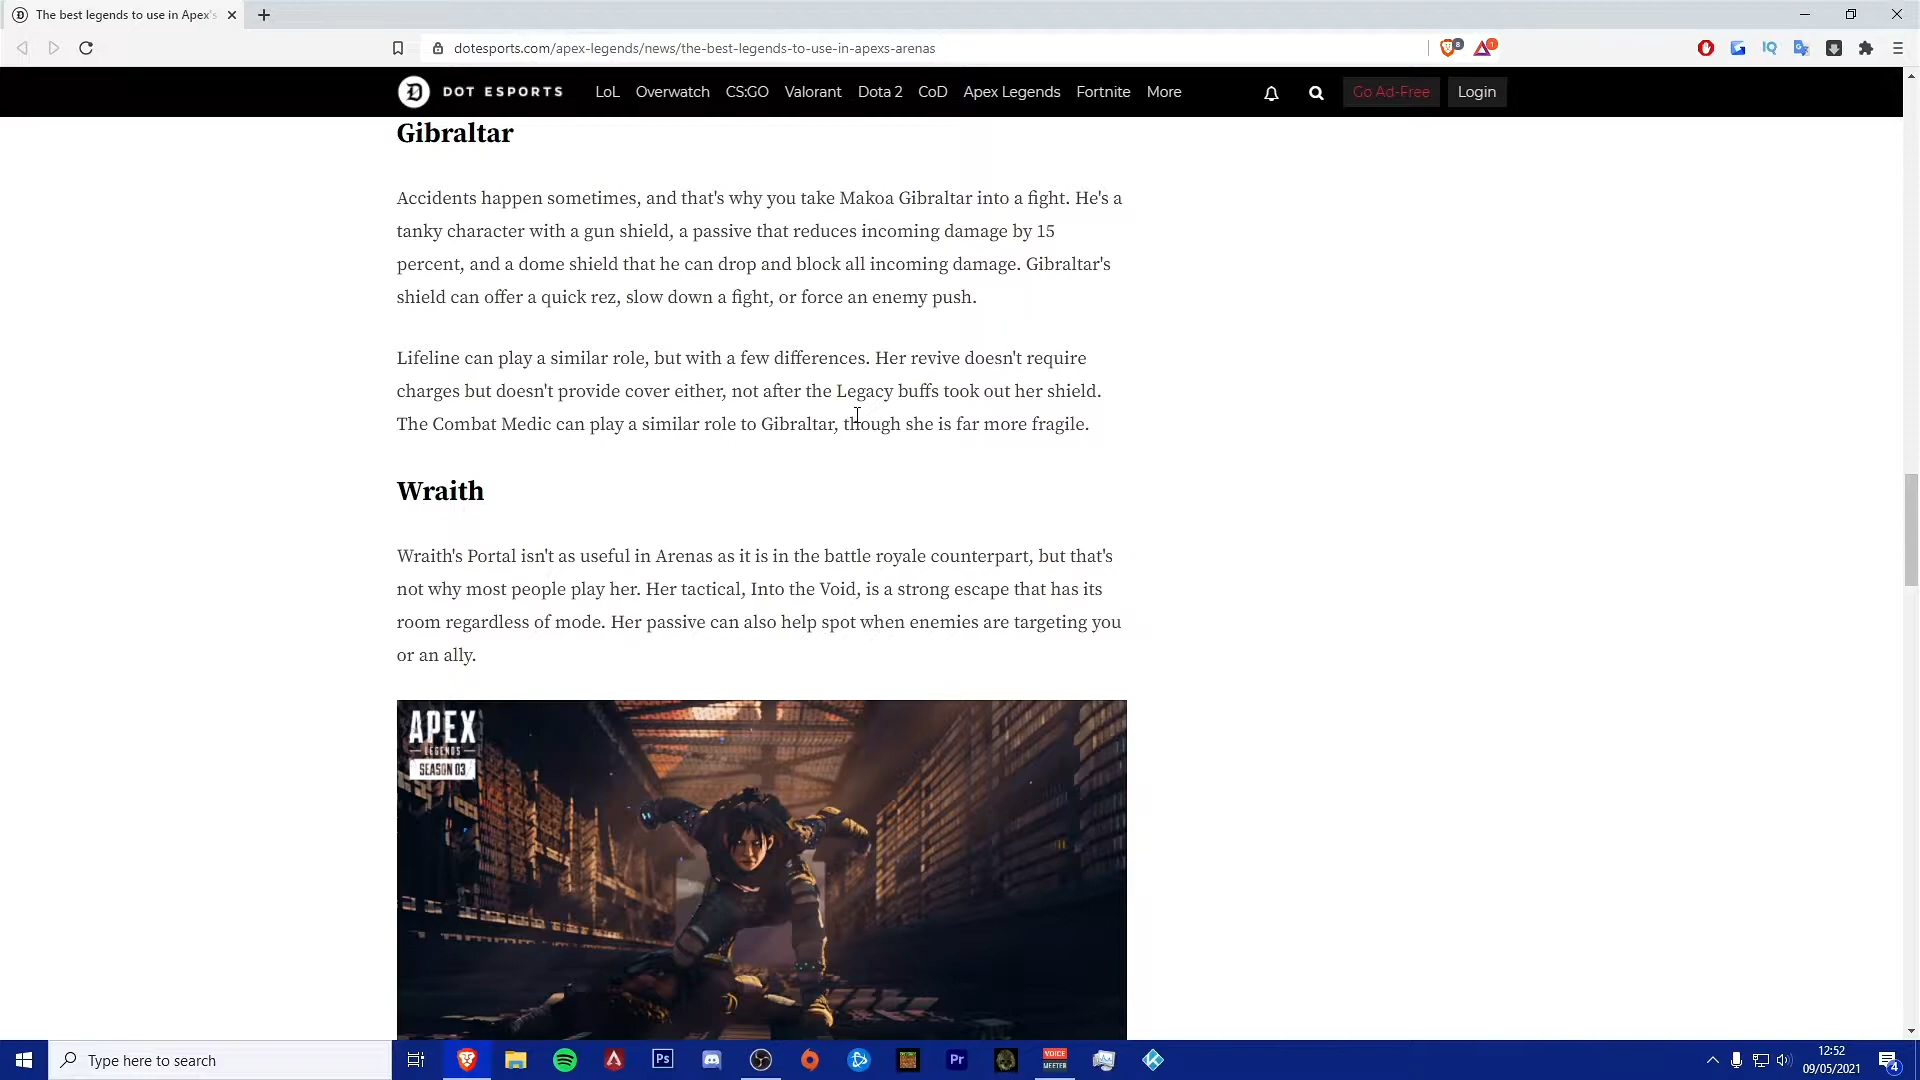 The best legends to use in Apex's
dotesports.com/apex-legends/news/the-best-legends-to-use-in-apexs-arenas
8
1
IQ
D DOT ESPORTS LoL Overwatch CS:GO Valorant Dota 2 CoD Apex Legends Fortnite More Go Ad-Free Login
Gibraltar
Accidents happen sometimes, and that's why you take Makoa Gibraltar into a fight. He's a
tanky character with a gun shield, a passive that reduces incoming damage by 15
percent, and a dome shield that he can drop and block all incoming damage. Gibraltar's
shield can offer a quick rez, slow down a fight, or force an enemy push.
Lifeline can play a similar role, but with a few differences. Her revive doesn't require
charges but doesn't provide cover either, not after the Legacy buffs took out her shield.
The Combat Medic can play a similar role to Gibraltar, though she is far more fragile.
Wraith
Wraith's Portal isn't as useful in Arenas as it is in the battle royale counterpart, but that's
not why most people play her. Her tactical, Into the Void, is a strong escape that has its
room regardless of mode. Her passive can also help spot when enemies are targeting you
or an ally.
APEX
LEGENDS
SEASON 03
Type here to search
Ps
Pr
VOICE
MEETER
12:52
09/05/2021
4